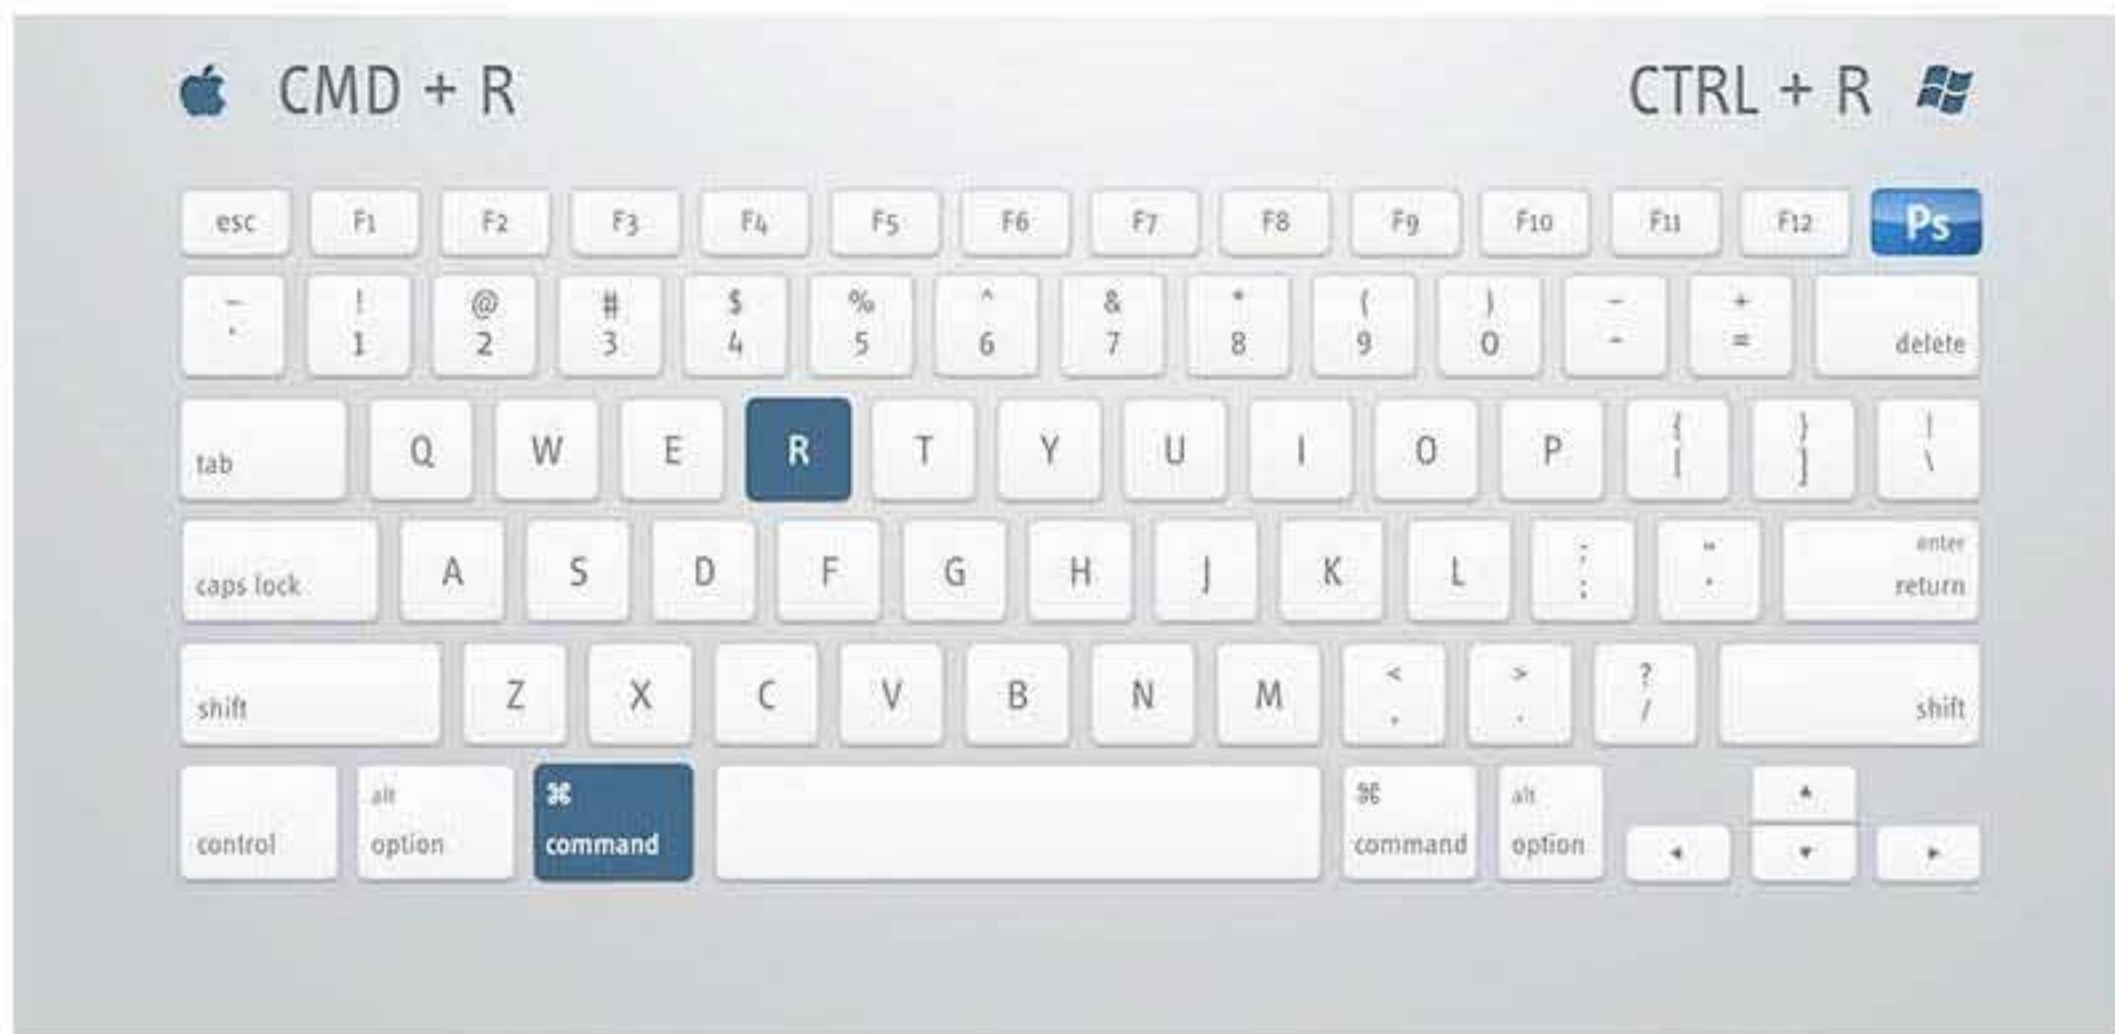 CMD + R CTRL + R
esc F1 F2 F3 F4 F5 F6 F7 F8 F9 F10 F11 F12 Ps
! @ # $ % ^ & * ( ) – +
1 2 3 4 5 6 7 8 9 0 - = delete
tab Q W E R T Y U I O P { [ } ] | \
caps lock A S D F G H J K L : ; " ' enter return
shift Z X C V B N M < , > . ? / shift
⌘ alt ⌘ alt
control option command command option